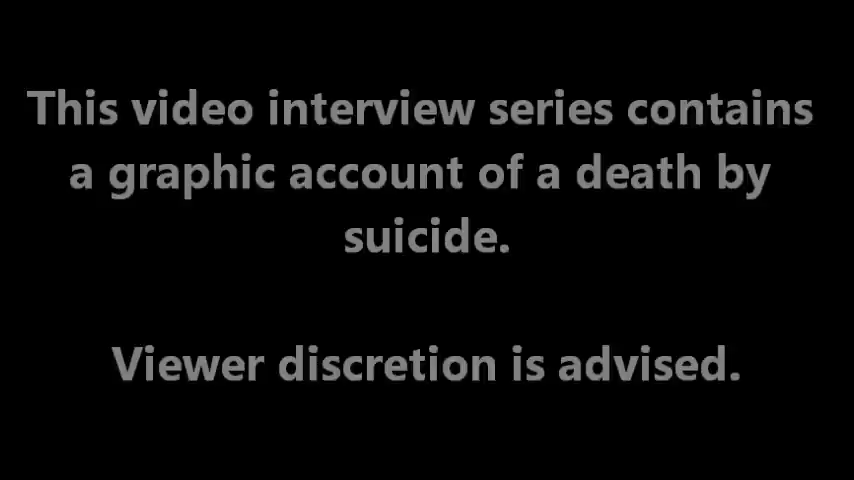 This video interview series contains
a graphic account of a death by
suicide.
Viewer discretion is advised.